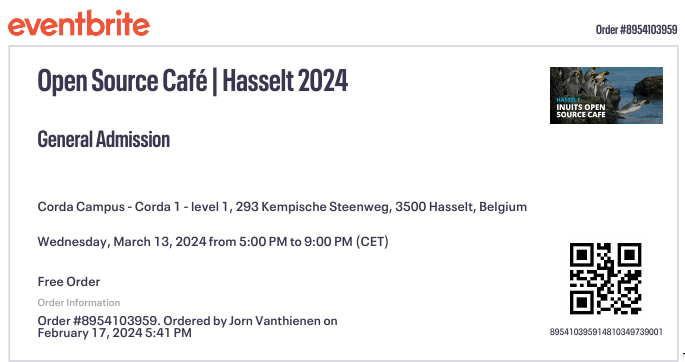 eventbrite
Order #8954103959
Open Source Café | Hasselt 2024
HASSELT
INUITS OPEN
SOURCE CAFE
General Admission
Corda Campus - Corda 1 - level 1, 293 Kempische Steenweg, 3500 Hasselt, Belgium
Wednesday, March 13, 2024 from 5:00 PM to 9:00 PM (CET)
Free Order
Order Information
Order #8954103959. Ordered by Jorn Vanthienen on
February 17, 2024 5:41 PM
895410395914810349739001